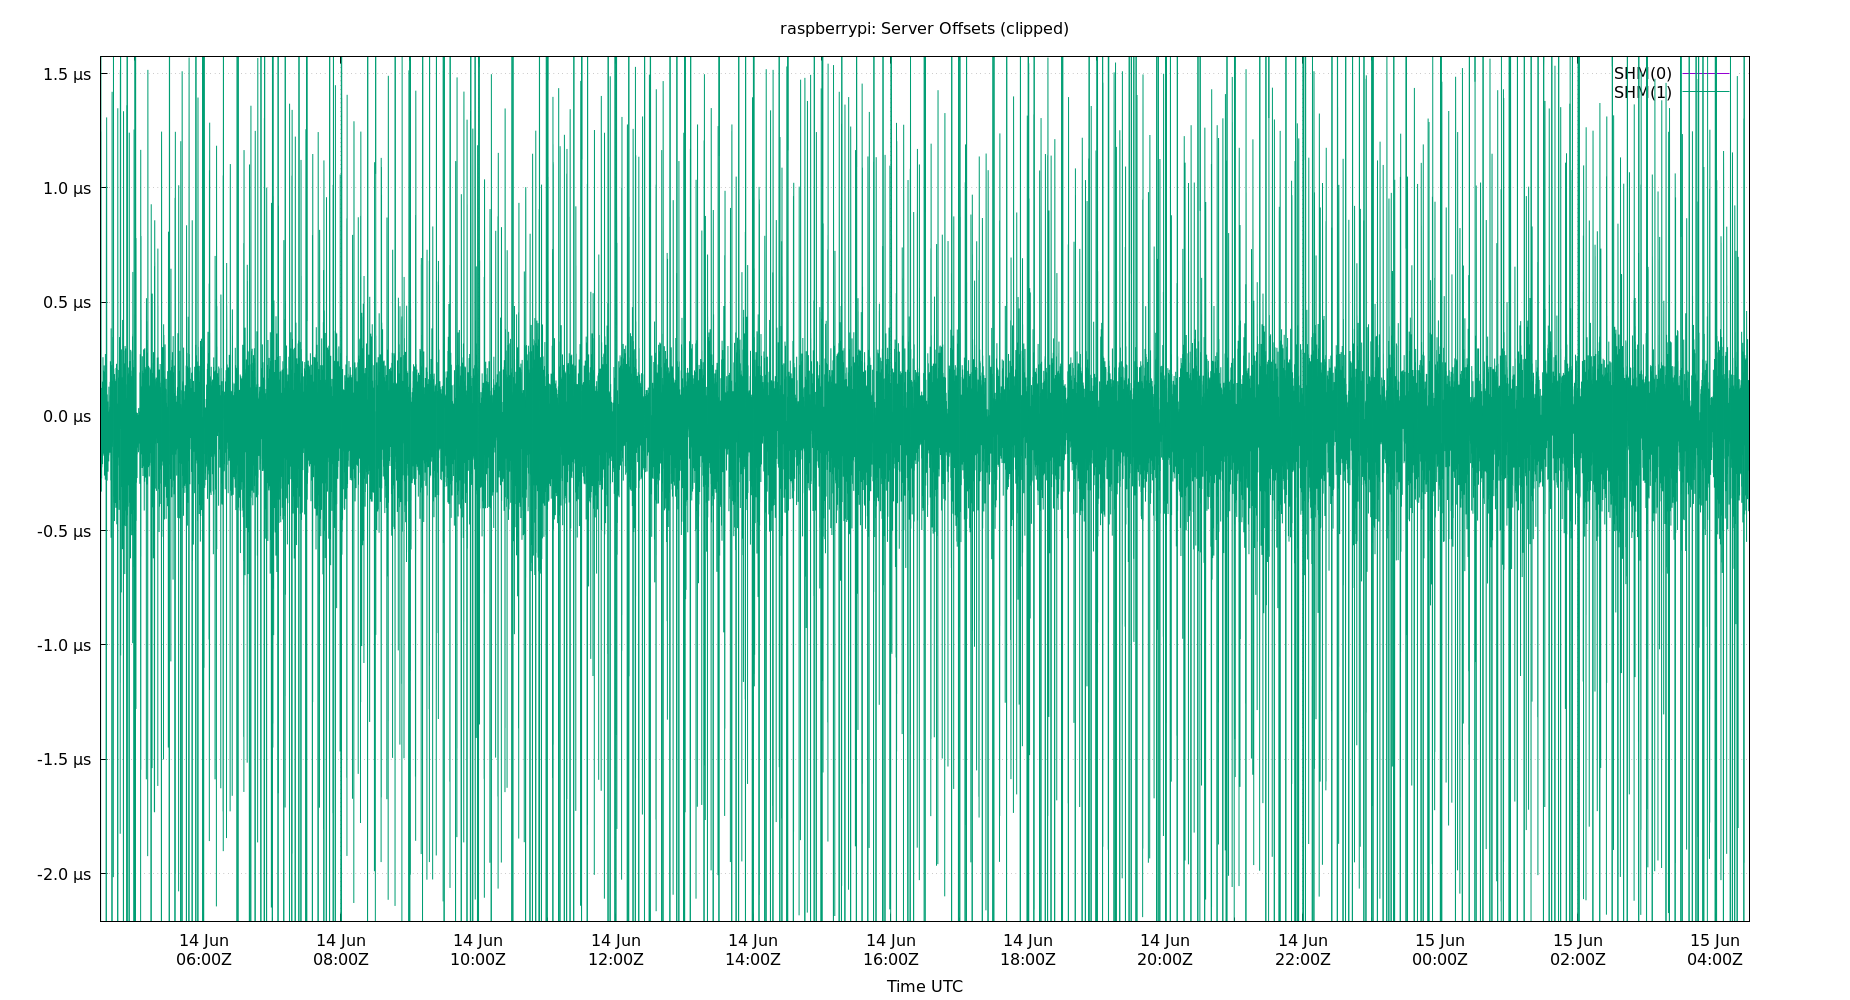 raspberrypi: Server Offsets (clipped)
1.5 µs
1.0 µs
0.5 µs
0.0 µs
-0.5 µs
-1.0 µs
-1.5 µs
-2.0 µs
SHM(0)
SHM(1)
14 Jun 14 Jun 14 Jun 14 Jun 14 Jun 14 Jun 14 Jun 14 Jun 14 Jun 15 Jun 15 Jun 15 Jun
06:00Z 08:00Z 10:00Z 12:00Z 14:00Z 16:00Z 18:00Z 20:00Z 22:00Z 00:00Z 02:00Z 04:00Z
Time UTC